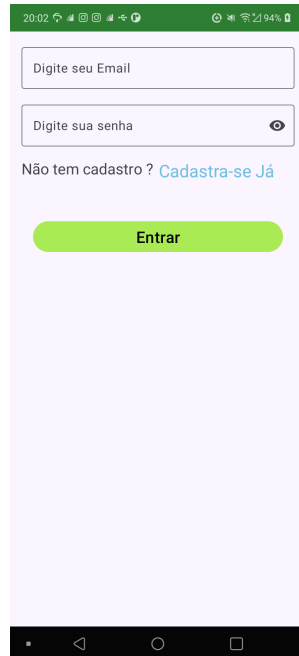 20:02 94%
Digite seu Email
Digite sua senha
Não tem cadastro ? Cadastra-se Já
Entrar